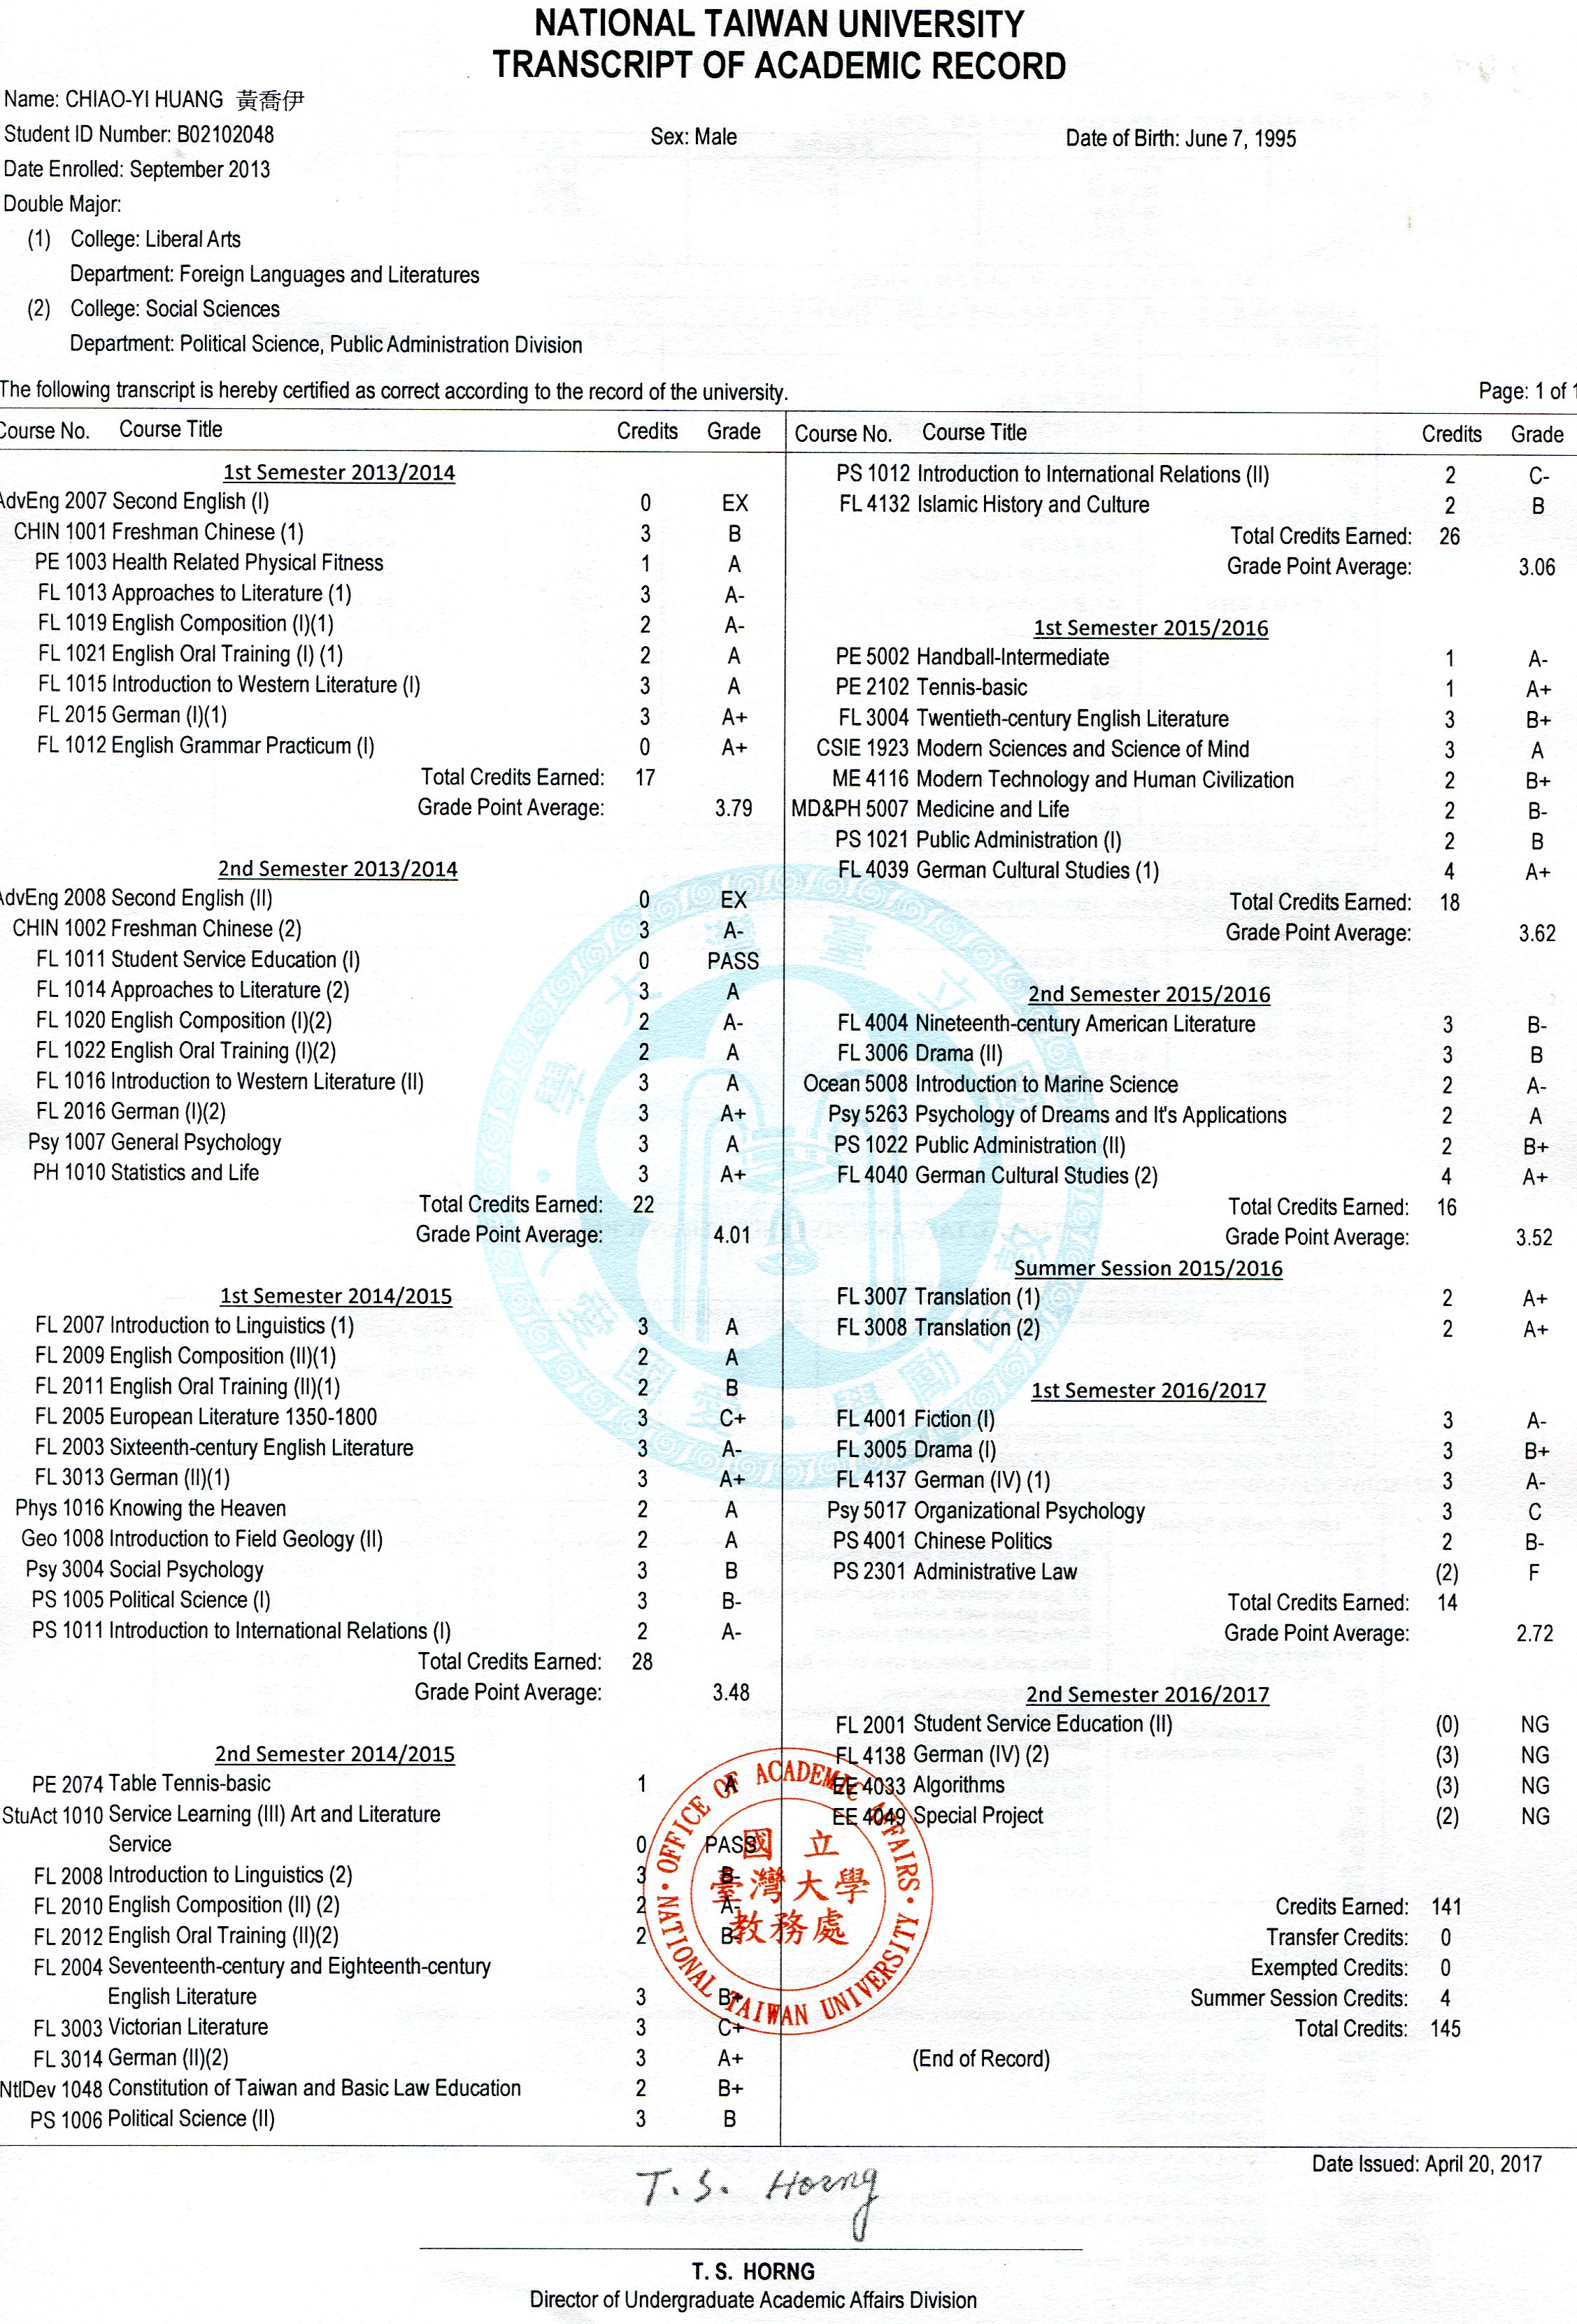 NATIONAL TAIWAN UNIVERSITY
TRANSCRIPT OF ACADEMIC RECORD
Name: CHIAO-YI HUANG 黃喬伊
Student ID Number: B02102048
Sex: Male
Date of Birth: June 7, 1995
Date Enrolled: September 2013
Double Major:
(1) College: Liberal Arts
Department: Foreign Languages and Literatures
(2) College: Social Sciences
Department: Political Science, Public Administration Division
The following transcript is hereby certified as correct according to the record of the university.
Page: 1 of 1
Course No. Course Title Credits Grade
1st Semester 2013/2014
AdvEng 2007 Second English (I) 0 EX
CHIN 1001 Freshman Chinese (1) 3 B
PE 1003 Health Related Physical Fitness 1 A
FL 1013 Approaches to Literature (1) 3 A-
FL 1019 English Composition (I)(1) 2 A-
FL 1021 English Oral Training (I) (1) 2 A
FL 1015 Introduction to Western Literature (I) 3 A
FL 2015 German (I)(1) 3 A+
FL 1012 English Grammar Practicum (I) 0 A+
Total Credits Earned: 17
Grade Point Average: 3.79
2nd Semester 2013/2014
AdvEng 2008 Second English (II) 0 EX
CHIN 1002 Freshman Chinese (2) 3 A-
FL 1011 Student Service Education (I) 0 PASS
FL 1014 Approaches to Literature (2) 3 A
FL 1020 English Composition (I)(2) 2 A-
FL 1022 English Oral Training (I)(2) 2 A
FL 1016 Introduction to Western Literature (II) 3 A
FL 2016 German (I)(2) 3 A+
Psy 1007 General Psychology 3 A
PH 1010 Statistics and Life 3 A+
Total Credits Earned: 22
Grade Point Average: 4.01
1st Semester 2014/2015
FL 2007 Introduction to Linguistics (1) 3 A
FL 2009 English Composition (II)(1) 2 A
FL 2011 English Oral Training (II)(1) 2 B
FL 2005 European Literature 1350-1800 3 C+
FL 2003 Sixteenth-century English Literature 3 A-
FL 3013 German (II)(1) 3 A+
Phys 1016 Knowing the Heaven 2 A
Geo 1008 Introduction to Field Geology (II) 2 A
Psy 3004 Social Psychology 3 B
PS 1005 Political Science (I) 3 B-
PS 1011 Introduction to International Relations (I) 2 A-
Total Credits Earned: 28
Grade Point Average: 3.48
2nd Semester 2014/2015
PE 2074 Table Tennis-basic 1 A
StuAct 1010 Service Learning (III) Art and Literature
Service 0 PASS
FL 2008 Introduction to Linguistics (2) 3 B-
FL 2010 English Composition (II) (2) 2 A-
FL 2012 English Oral Training (II)(2) 2 B-
FL 2004 Seventeenth-century and Eighteenth-century
English Literature 3 B+
FL 3003 Victorian Literature 3 C+
FL 3014 German (II)(2) 3 A+
NtlDev 1048 Constitution of Taiwan and Basic Law Education 2 B+
PS 1006 Political Science (II) 3 B
Course No. Course Title Credits Grade
PS 1012 Introduction to International Relations (II) 2 C-
FL 4132 Islamic History and Culture 2 B
Total Credits Earned: 26
Grade Point Average: 3.06
1st Semester 2015/2016
PE 5002 Handball-Intermediate 1 A-
PE 2102 Tennis-basic 1 A+
FL 3004 Twentieth-century English Literature 3 B+
CSIE 1923 Modern Sciences and Science of Mind 3 A
ME 4116 Modern Technology and Human Civilization 2 B+
MD&PH 5007 Medicine and Life 2 B-
PS 1021 Public Administration (I) 2 B
FL 4039 German Cultural Studies (1) 4 A+
Total Credits Earned: 18
Grade Point Average: 3.62
2nd Semester 2015/2016
FL 4004 Nineteenth-century American Literature 3 B-
FL 3006 Drama (II) 3 B
Ocean 5008 Introduction to Marine Science 2 A-
Psy 5263 Psychology of Dreams and It's Applications 2 A
PS 1022 Public Administration (II) 2 B+
FL 4040 German Cultural Studies (2) 4 A+
Total Credits Earned: 16
Grade Point Average: 3.52
Summer Session 2015/2016
FL 3007 Translation (1) 2 A+
FL 3008 Translation (2) 2 A+
1st Semester 2016/2017
FL 4001 Fiction (I) 3 A-
FL 3005 Drama (I) 3 B+
FL 4137 German (IV) (1) 3 A-
Psy 5017 Organizational Psychology 3 C
PS 4001 Chinese Politics 2 B-
PS 2301 Administrative Law (2) F
Total Credits Earned: 14
Grade Point Average: 2.72
2nd Semester 2016/2017
FL 2001 Student Service Education (II) (0) NG
FL 4138 German (IV) (2) (3) NG
EE 4033 Algorithms (3) NG
EE 4049 Special Project (2) NG
Credits Earned: 141
Transfer Credits: 0
Exempted Credits: 0
Summer Session Credits: 4
Total Credits: 145
(End of Record)
OFFICE OF ACADEMIC AFFAIRS
NATIONAL TAIWAN UNIVERSITY
國立
臺灣大學
教務處
Date Issued: April 20, 2017
T. S. Horng
T. S. HORNG
Director of Undergraduate Academic Affairs Division